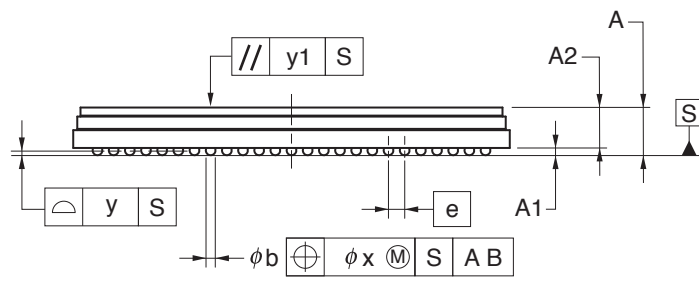 // y1 S
A
A2
S
⌓ y S
e
A1
ϕb ⌖ ϕx Ⓜ S A B